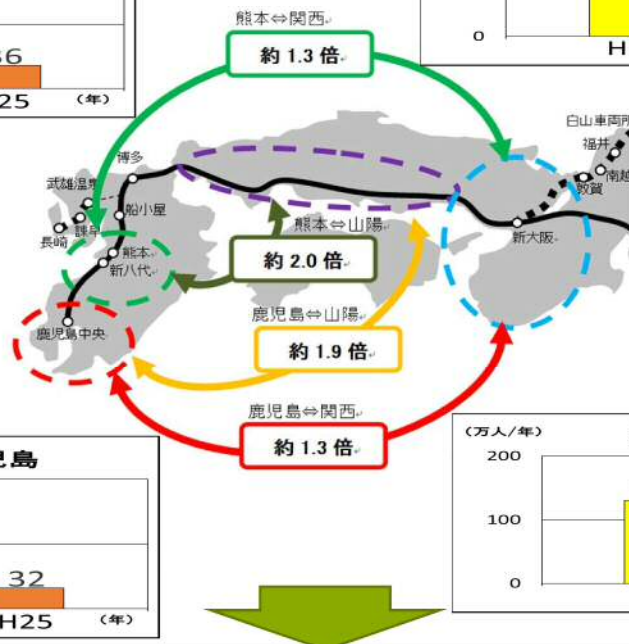 熊本⇔関西
約 1.3 倍
0
H
36
25
(年)
白山車両所
福井
南越
敦賀
博多
武雄温泉
船小屋
諫早
長崎
熊本
新八代
鹿児島中央
新大阪
熊本⇔山陽
約 2.0 倍
鹿児島⇔山陽
約 1.9 倍
鹿児島⇔関西
約 1.3 倍
児島
32
H25
(年)
(万人/年)
200
100
0